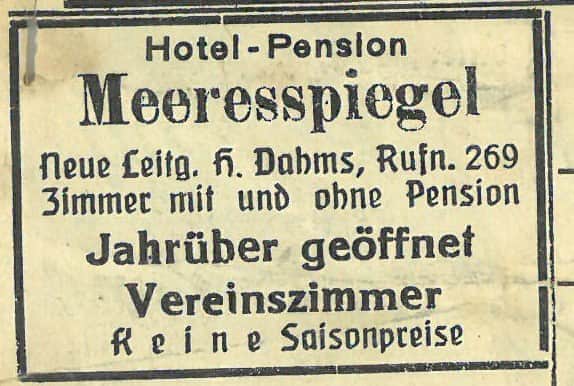 Hotel-Pension
Meeresspiegel
Neue Leitg. H. Dahms, Rufn. 269
Zimmer mit und ohne Pension
Jahrüber geöffnet
Vereinszimmer
Keine Saisonpreise